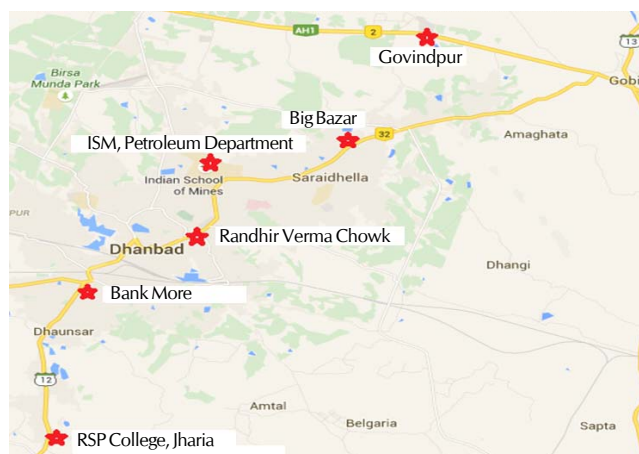 AH1
2
Govindpur
13
Gobi
Birsa
Munda Park
Big Bazar
32
Amaghata
ISM, Petroleum Department
Indian School
of Mines
Saraidhella
PUR
Randhir Verma Chowk
Dhanbad
Dhangi
Bank More
Dhaunsar
12
Amtal
Belgaria
Sapta
RSP College, Jharia